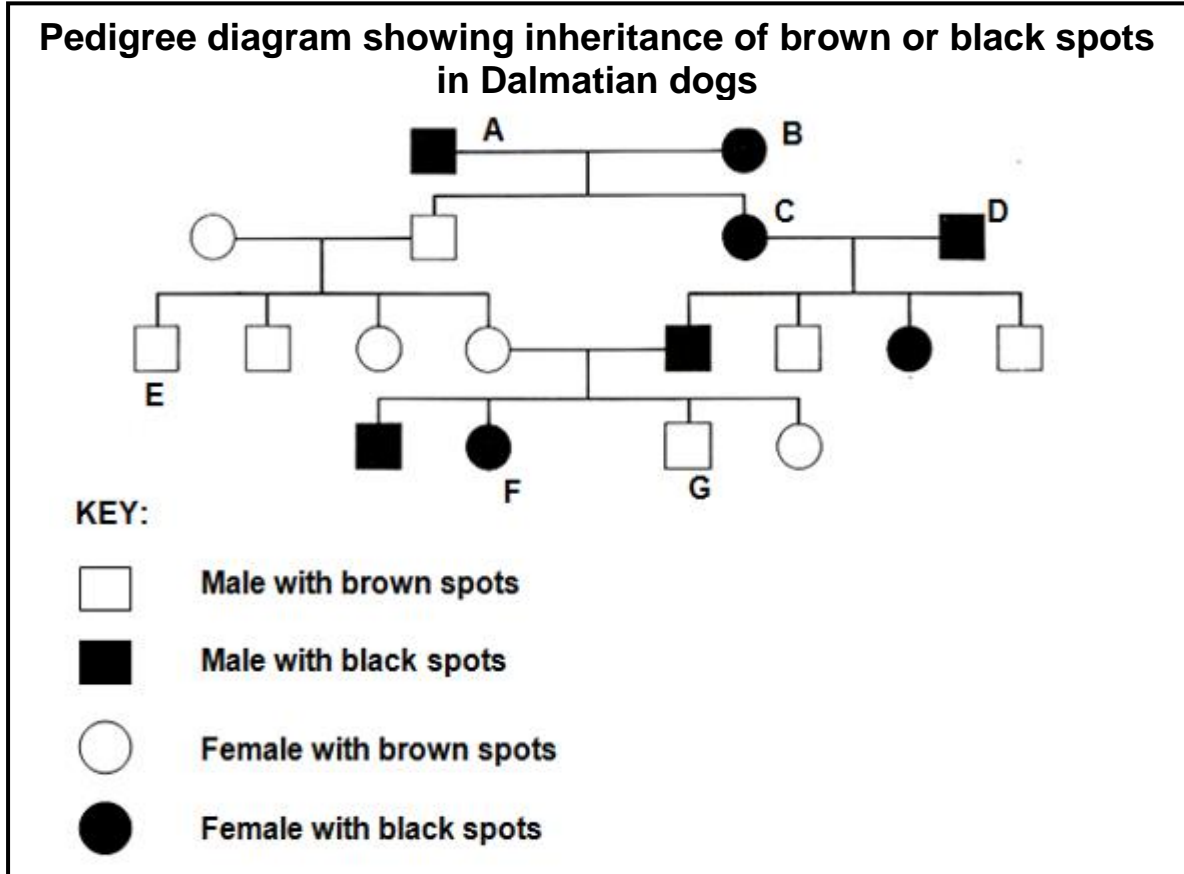 Pedigree diagram showing inheritance of brown or black spots
in Dalmatian dogs
A
B
C
D
E
F
G
KEY:
Male with brown spots
Male with black spots
Female with brown spots
Female with black spots